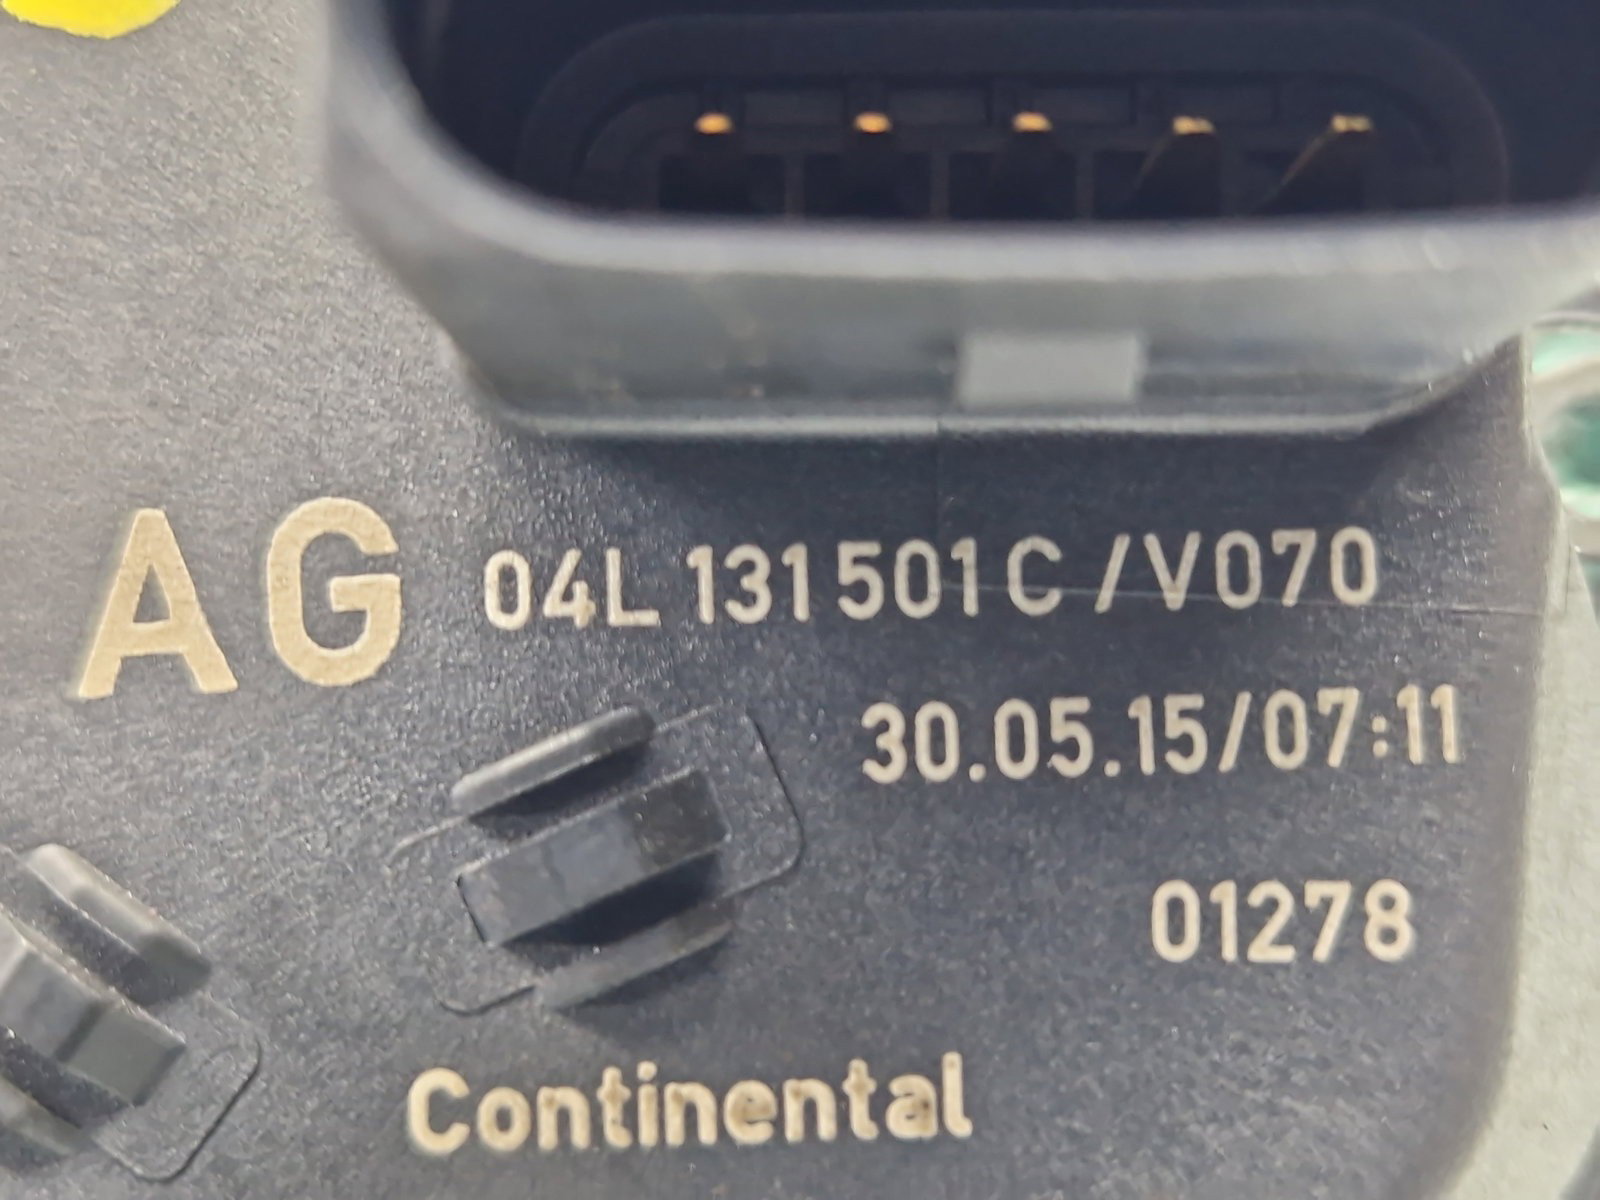 AG 04L 131 501 C /V070
30.05.15/07:11
01278
Continental